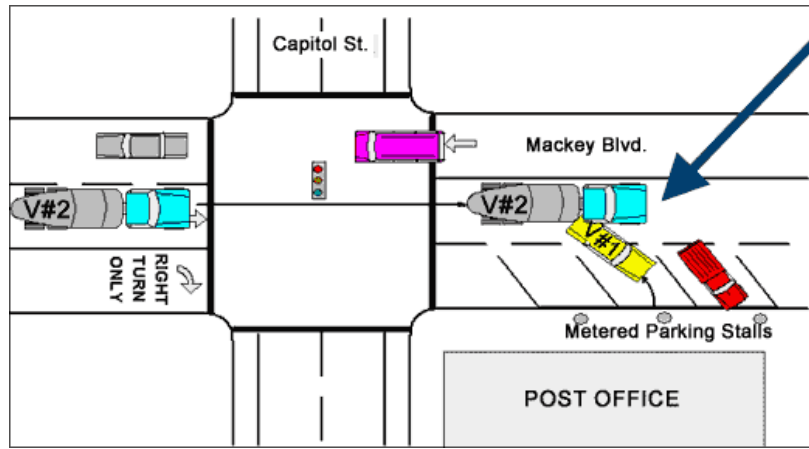 Capitol St.
Mackey Blvd.
V#2
V#2
V#1
RIGHT
TURN
ONLY
Metered Parking Stalls
POST OFFICE